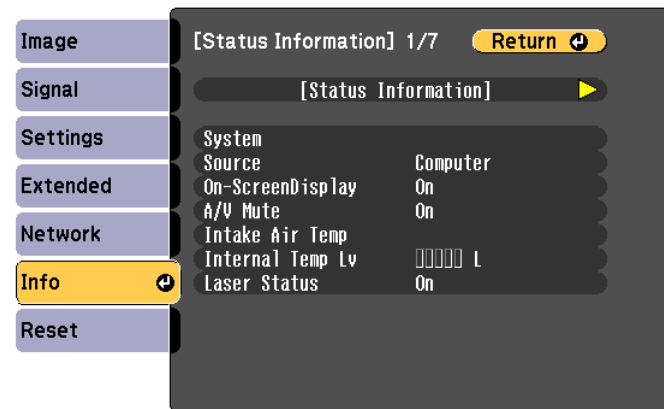 Image
Signal
Settings
Extended
Network
Info
Reset
[Status Information] 1/7 Return
[Status Information]
System
Source Computer
On-ScreenDisplay On
A/V Mute On
Intake Air Temp
Internal Temp Lv L
Laser Status On